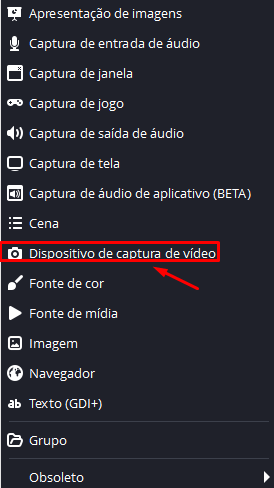 Apresentação de imagens
Captura de entrada de áudio
Captura de janela
Captura de jogo
Captura de saída de áudio
Captura de tela
Captura de áudio de aplicativo (BETA)
Cena
Dispositivo de captura de vídeo
Fonte de cor
Fonte de mídia
Imagem
Navegador
ab Texto (GDI+)
Grupo
Obsoleto